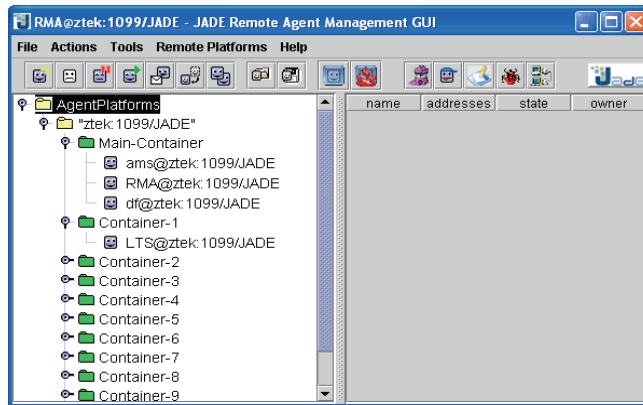 RMA@ztek:1099/JADE - JADE Remote Agent Management GUI
File Actions Tools Remote Platforms Help
Jade
AgentPlatforms
"ztek:1099/JADE"
Main-Container
ams@ztek:1099/JADE
RMA@ztek:1099/JADE
df@ztek:1099/JADE
Container-1
LTS@ztek:1099/JADE
Container-2
Container-3
Container-4
Container-5
Container-6
Container-7
Container-8
Container-9
name addresses state owner